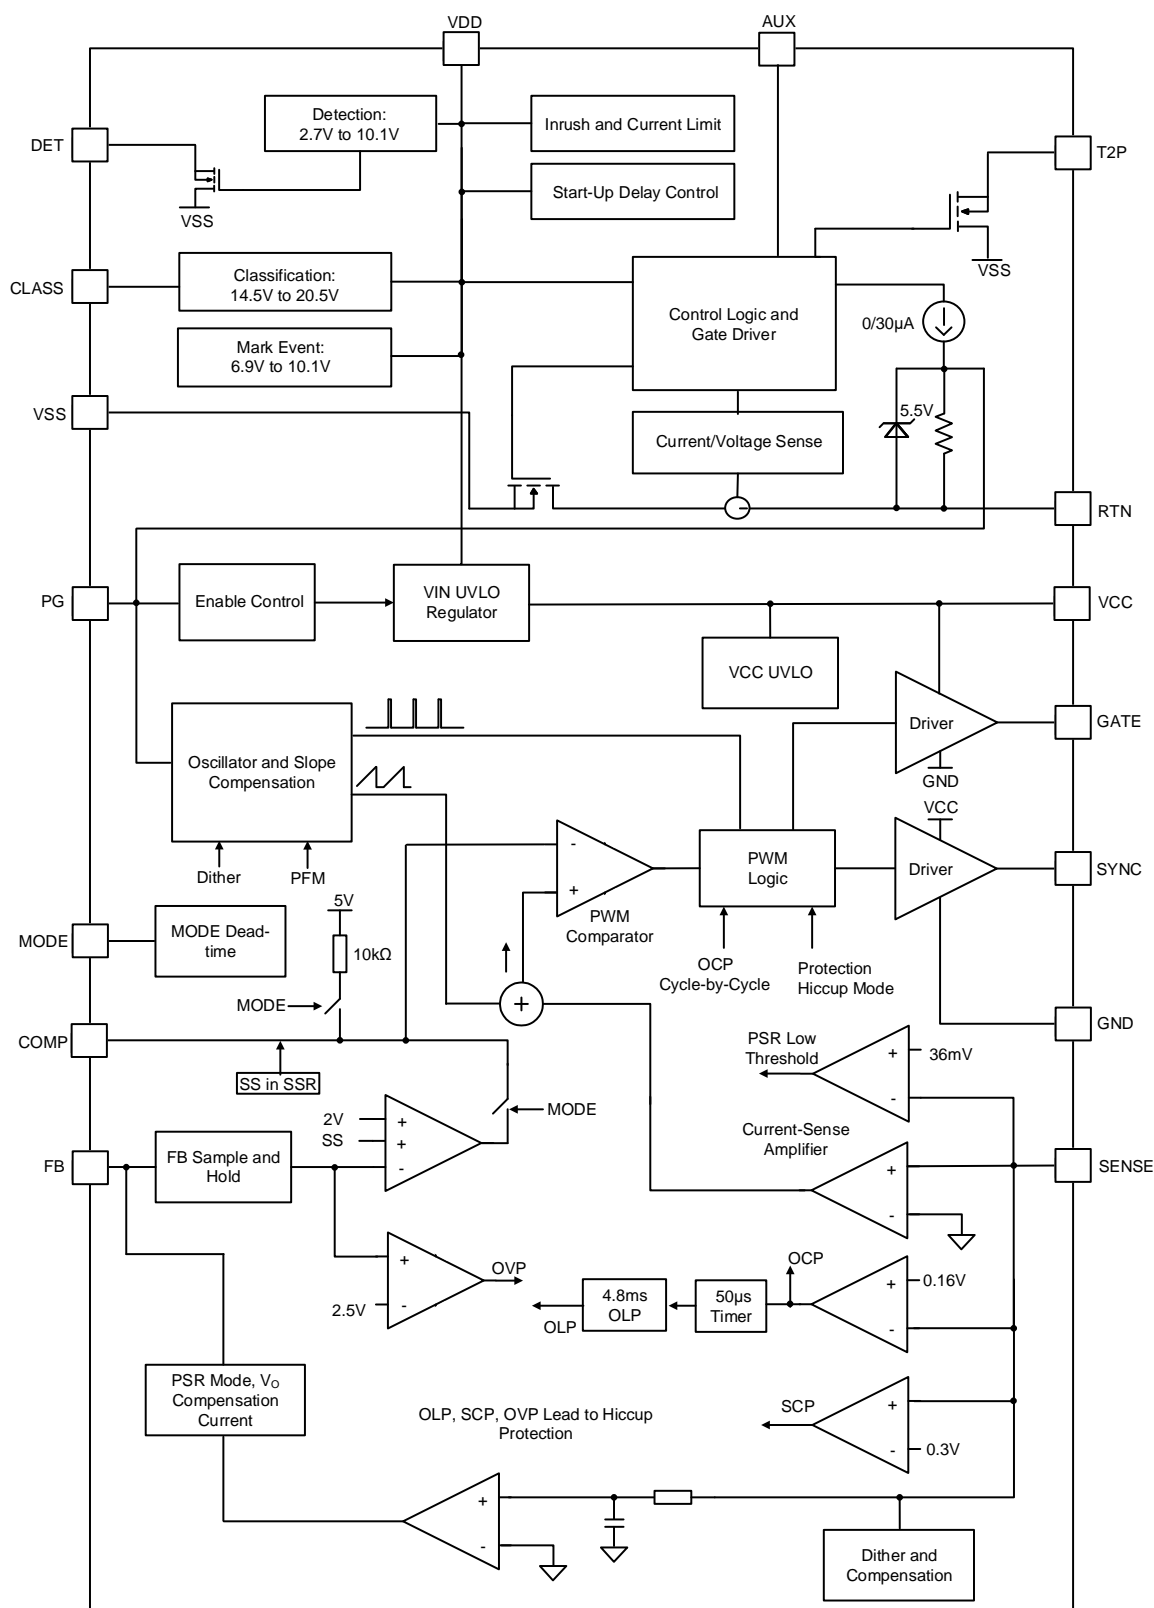 VDD
AUX
Detection:
2.7V to 10.1V
Inrush and Current Limit
DET
T2P
Start-Up Delay Control
VSS
VSS
Classification:
14.5V to 20.5V
CLASS
Control Logic and
Gate Driver
0/30µA
Mark Event:
6.9V to 10.1V
VSS
5.5V
Current/Voltage Sense
RTN
PG
Enable Control
VIN UVLO
Regulator
VCC
VCC UVLO
Driver
GATE
GND
Oscillator and Slope
Compensation
VCC
Dither
PFM
-
+
PWM
Comparator
PWM
Logic
Driver
SYNC
5V
MODE
MODE Dead-
time
10kΩ
OCP
Cycle-by-Cycle
Protection
Hiccup Mode
MODE
+
COMP
GND
SS in SSR
PSR Low
Threshold
+
-
36mV
MODE
2V
SS
+
+
-
FB
FB Sample and
Hold
Current-Sense
Amplifier
+
-
SENSE
+
-
2.5V
OVP
OLP
4.8ms
OLP
50µs
Timer
OCP
+
-
0.16V
PSR Mode, VO
Compensation
Current
OLP, SCP, OVP Lead to Hiccup
Protection
SCP
+
-
0.3V
+
-
Dither and
Compensation